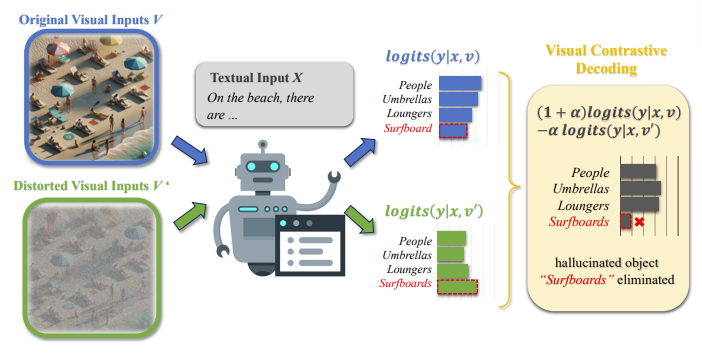 Original Visual Inputs V
Textual Input X
On the beach, there
are ...
Distorted Visual Inputs V‘
logits(y|x, v)
People
Umbrellas
Loungers
Surfboard
logits(y|x, v′)
People
Umbrellas
Loungers
Surfboards
Visual Contrastive
Decoding
(1 + α)logits(y|x, v)
−α logits(y|x, v′)
People
Umbrellas
Loungers
Surfboards
hallucinated object
“Surfboards” eliminated